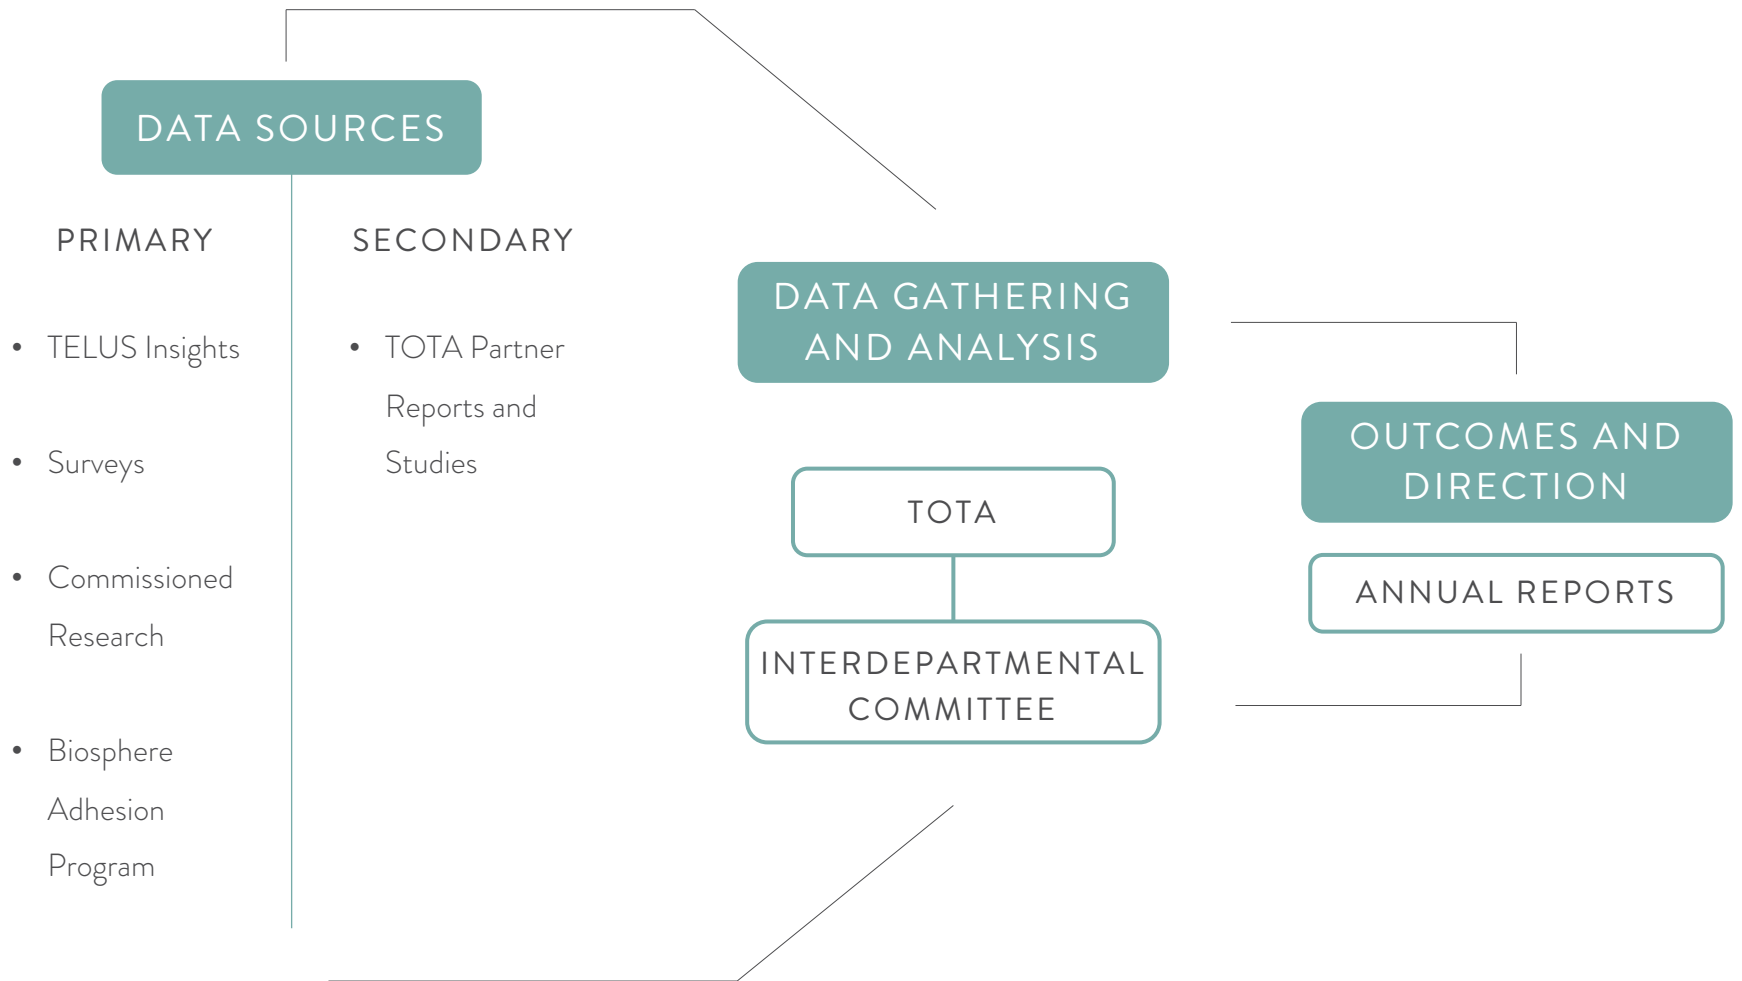 DATA SOURCES
PRIMARY
• TELUS Insights
• Surveys
• Commissioned
Research
• Biosphere
Adhesion
Program
SECONDARY
• TOTA Partner
Reports and
Studies
DATA GATHERING
AND ANALYSIS
TOTA
INTERDEPARTMENTAL
COMMITTEE
OUTCOMES AND
DIRECTION
ANNUAL REPORTS